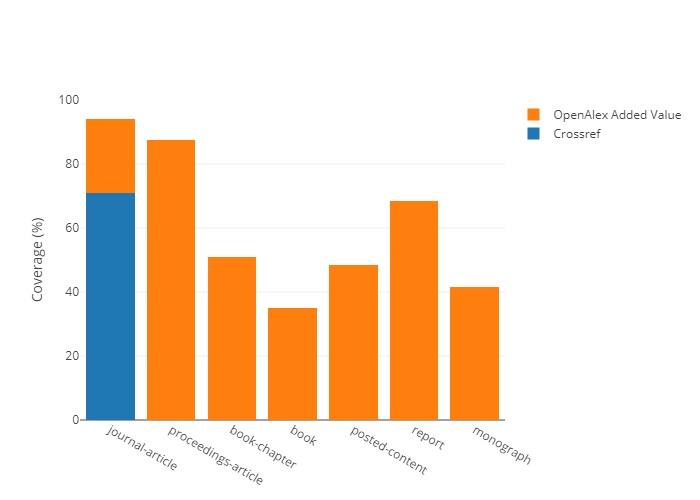 100
80
60
40
20
0
Coverage (%)
journal-article
proceedings-article
book-chapter
book
posted-content
report
monograph
OpenAlex Added Value
Crossref